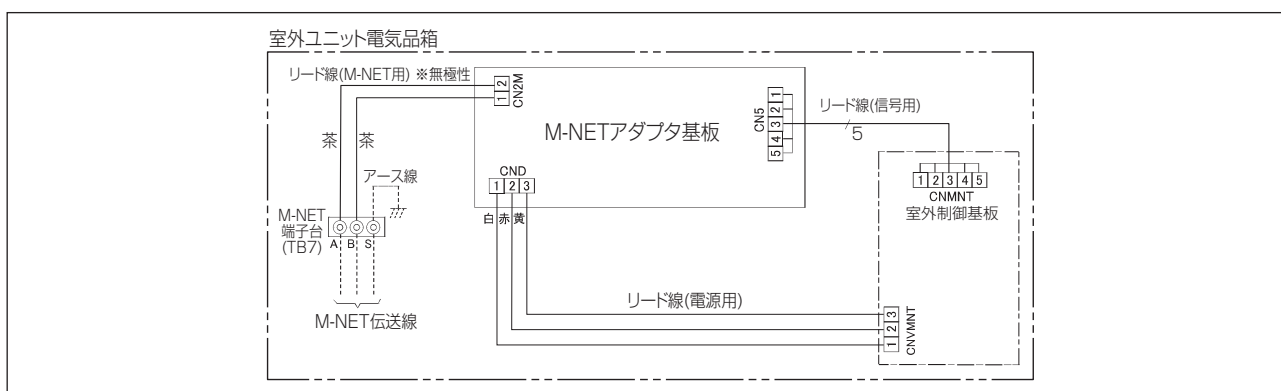 室外ユニット電気品箱
リード線(M-NET用) ※無極性
2
1
CN2M
M-NETアダプタ基板
CN5
1
2
3
4
5
リード線(信号用)
5
茶
茶
アース線
CND
1 2 3
白 赤 黄
1 2 3 4 5
CNMNT
室外制御基板
M-NET
端子台
(TB7)
A B S
M-NET伝送線
リード線(電源用)
3
2
1
CNVMNT